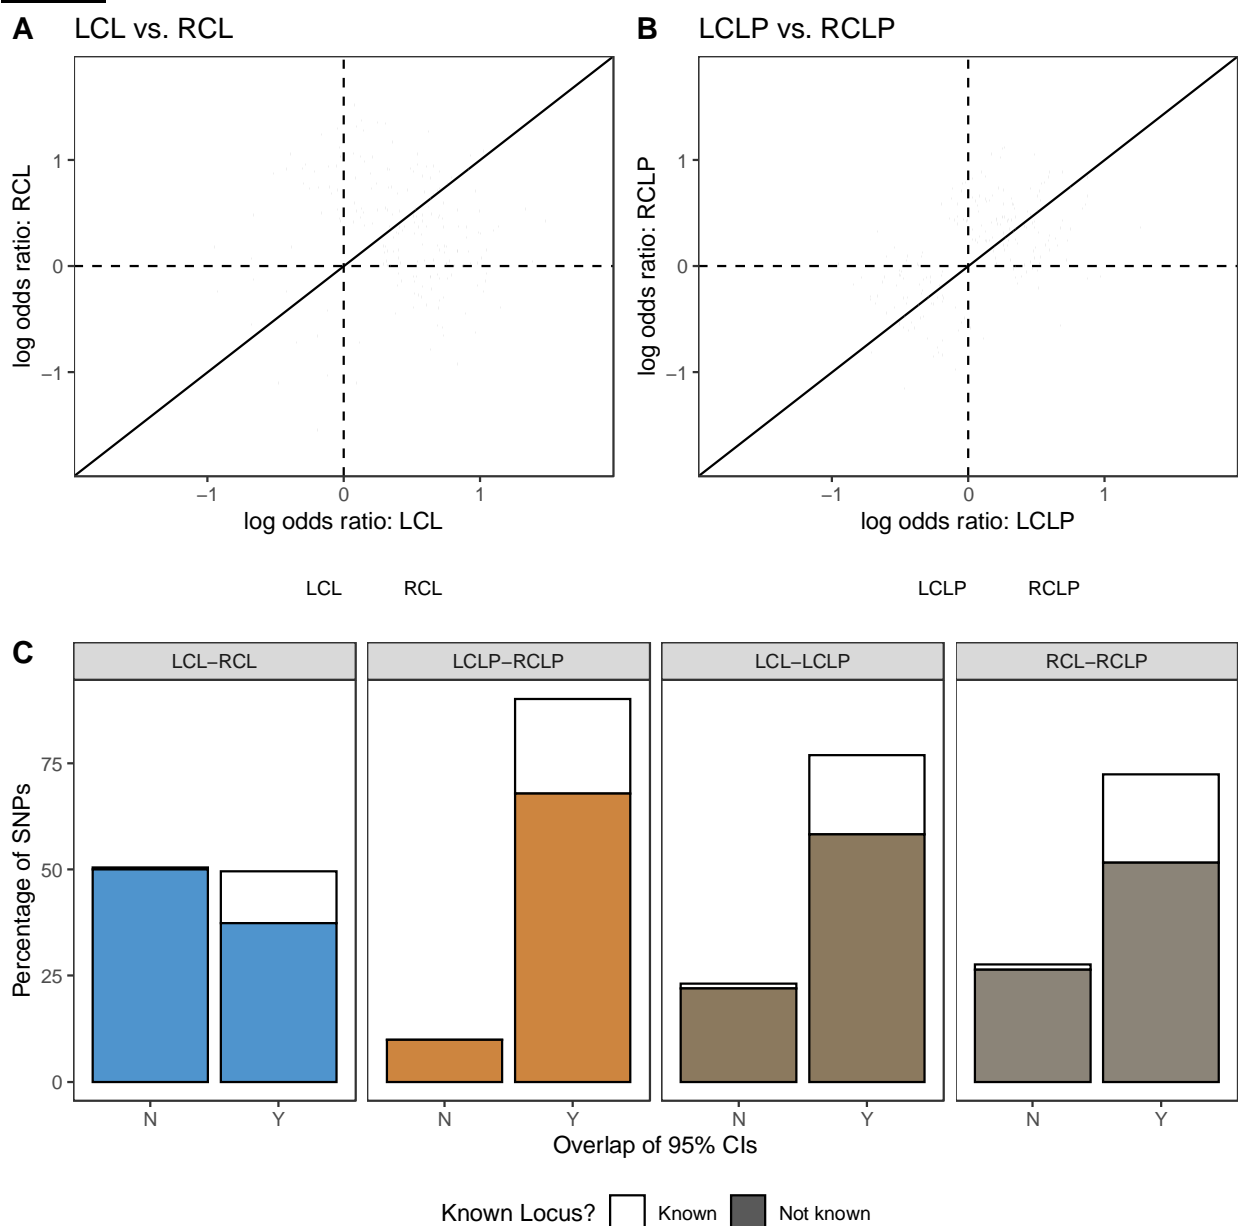 A LCL vs. RCL
log odds ratio: RCL
1
0
−1
−1 0 1
log odds ratio: LCL
LCL RCL
B LCLP vs. RCLP
log odds ratio: RCLP
1
0
−1
−1 0 1
log odds ratio: LCLP
LCLP RCLP
C
LCL−RCL LCLP−RCLP LCL−LCLP RCL−RCLP
Percentage of SNPs
75
50
25
0
N Y N Y N Y N Y
Overlap of 95% CIs
Known Locus? Known Not known